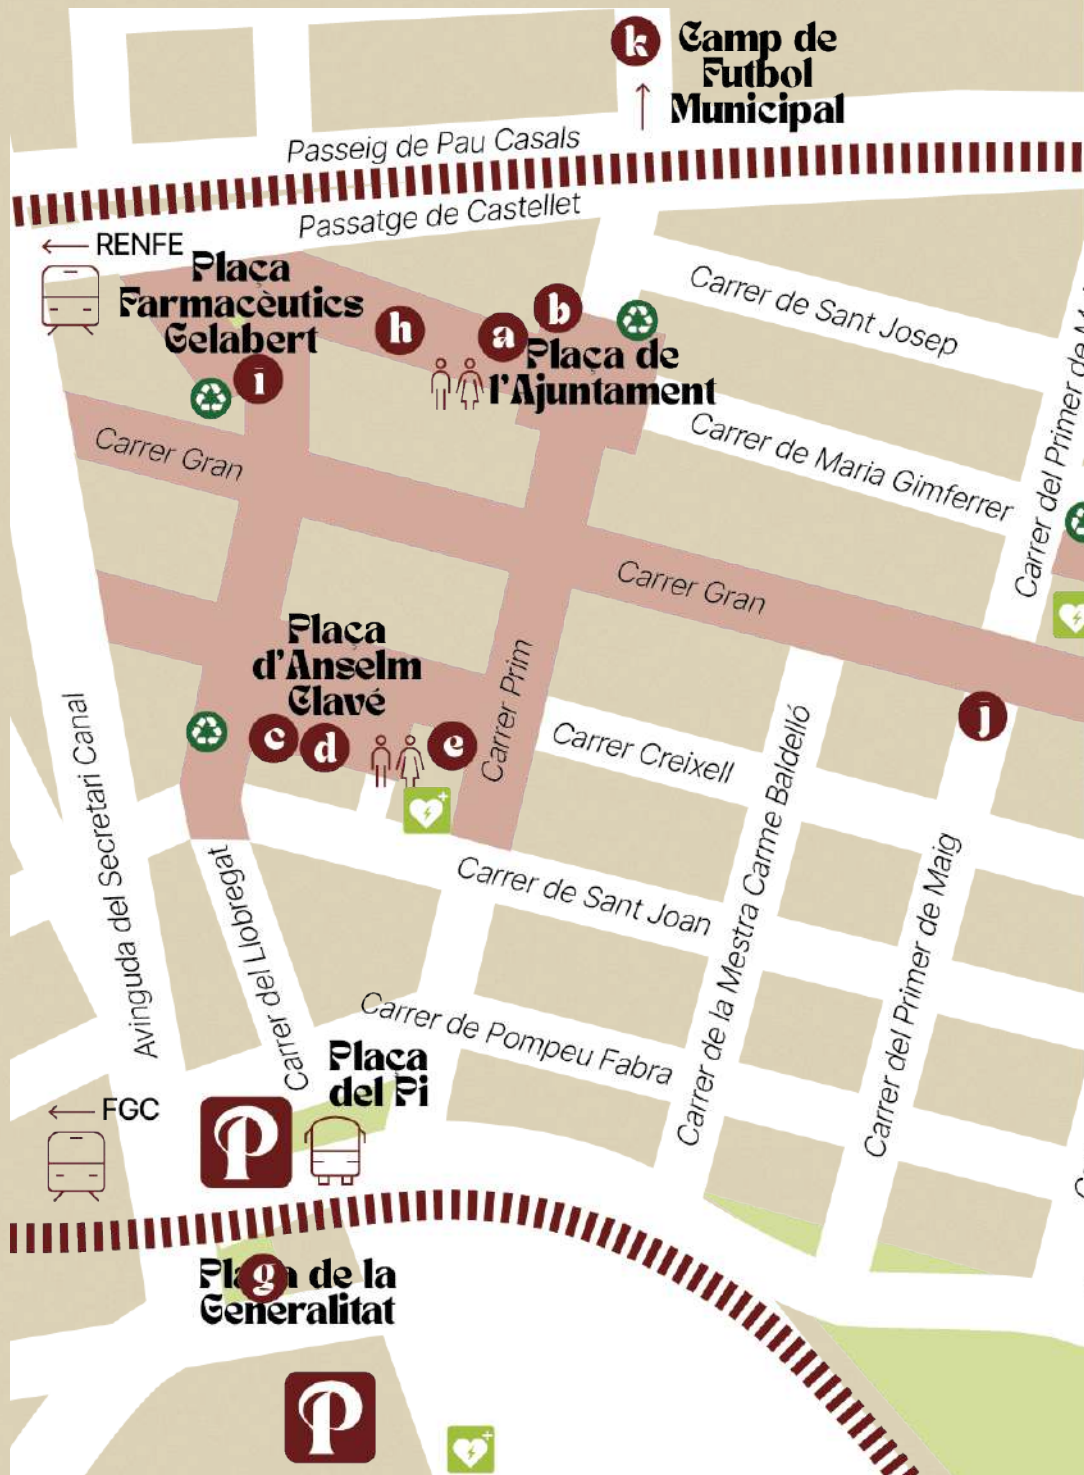 k
Camp de
Futbol
Municipal
Passeig de Pau Casals
Passatge de Castellet
← RENFE
Plaça
Farmacèutics
Gelabert
h
a
b
i
Plaça de
l'Ajuntament
Carrer de Sant Josep
Carrer de Maria Gimferrer
Carrer del Primer de M
Carrer Gran
Carrer Gran
Plaça
d'Anselm
Clavé
c
d
e
Carrer Prim
j
Carrer Creixell
Avinguda del Secretari Canal
Carrer del Llobregat
Carrer de Sant Joan
Carrer de la Mestra Carme Baldelló
Carrer del Primer de Maig
Carrer de Pompeu Fabra
Plaça
del Pi
← FGC
P
g
Plaça de la
Generalitat
P